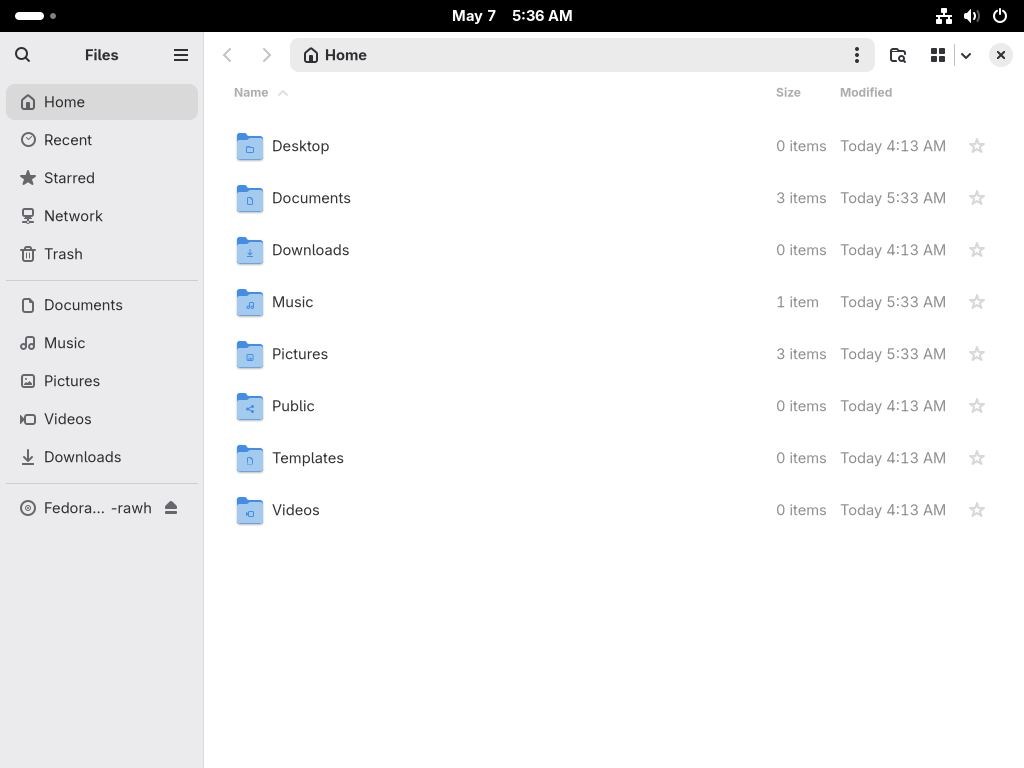 May 7 5:36 AM
Files
Home
Name Size Modified
Home
Recent
Starred
Network
Trash
Documents
Music
Pictures
Videos
Downloads
Fedora... -rawh
Desktop 0 items Today 4:13 AM
Documents 3 items Today 5:33 AM
Downloads 0 items Today 4:13 AM
Music 1 item Today 5:33 AM
Pictures 3 items Today 5:33 AM
Public 0 items Today 4:13 AM
Templates 0 items Today 4:13 AM
Videos 0 items Today 4:13 AM